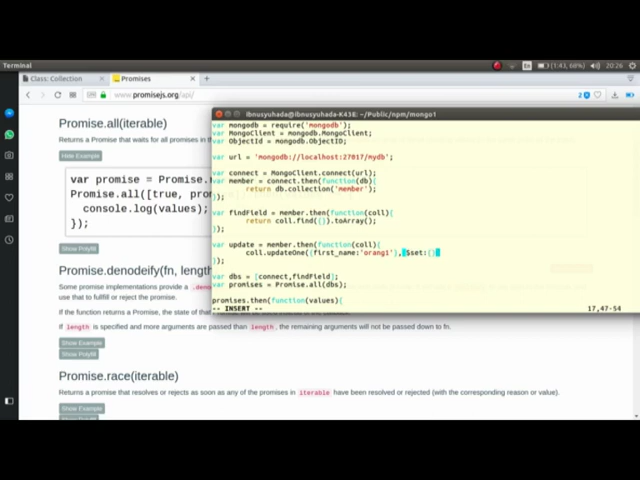 Terminal
En
(1:43, 68%)
20:26
Class: Collection
Promises
www.promisejs.org/api/
2
Promise.all(iterable)
Returns a Promise that waits for all promises in th
Hide Example
var promise = Promise.
Promise.all([true, pro
console.log(values);
});
Show Polyfill
Promise.denodeify(fn, length
Some promise implementations provide a .deno
use that to fullfill or reject the promise.
If the function returns a Promise, the state of that
If length is specified and more arguments are passed than length, the remaining arguments will not be passed down to fn.
Show Example
Show Polyfill
Promise.race(iterable)
Returns a promise that resolves or rejects as soon as any of the promises in iterable have been resolved or rejected (with the corresponding reason or value).
Show Example
ibnusyuhada@ibnusyuhada-K43E: ~/Public/npm/mongo1
var mongodb = require('mongodb');
var MongoClient = mongodb.MongoClient;
var ObjectId = mongodb.ObjectID;
var url = 'mongodb://localhost:27017/mydb';
var connect = MongoClient.connect(url);
var member = connect.then(function(db){
return db.collection('member');
});
var findField = member.then(function(coll){
return coll.find({}).toArray();
});
var update = member.then(function(coll){
coll.updateOne({first_name:'orang1'},{$set:{}
});
var dbs = [connect,findField];
var promises = Promise.all(dbs);
promises.then(function(values){
-- INSERT --
17,47-54